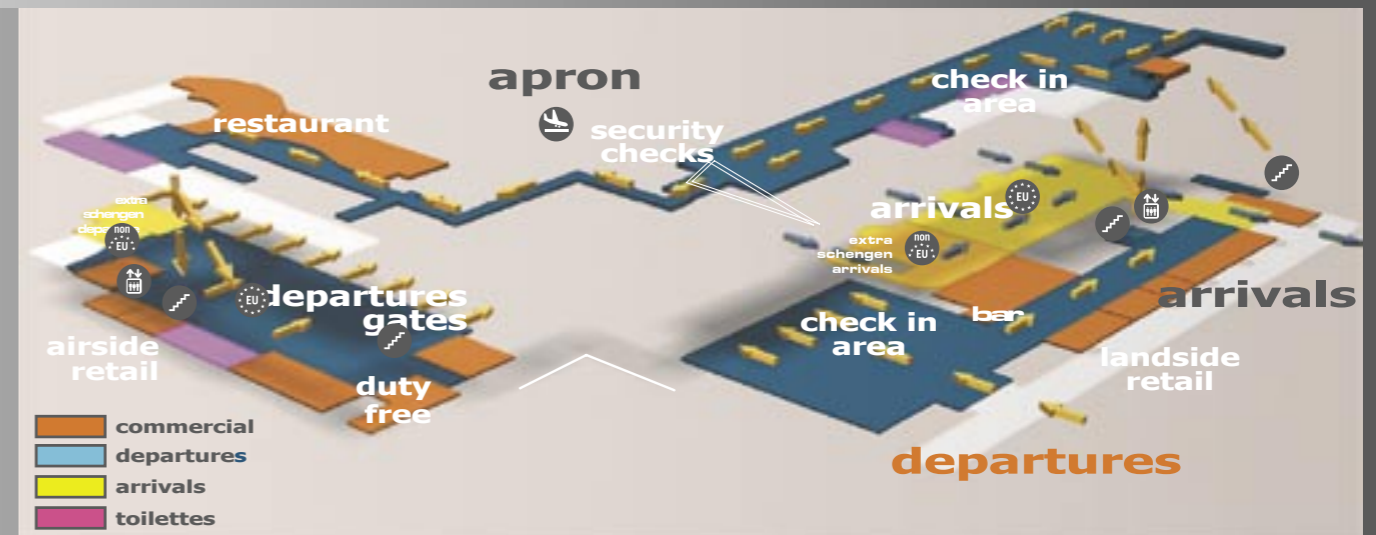 apron
check in
area
restaurant
security
checks
extra
schengen
non
EU
arrivals
EU
extra
schengen
arrivals
non
EU
departures
gates
EU
arrivals
bar
check in
area
airside
retail
landside
retail
duty
free
commercial
departures
arrivals
toilettes
departures